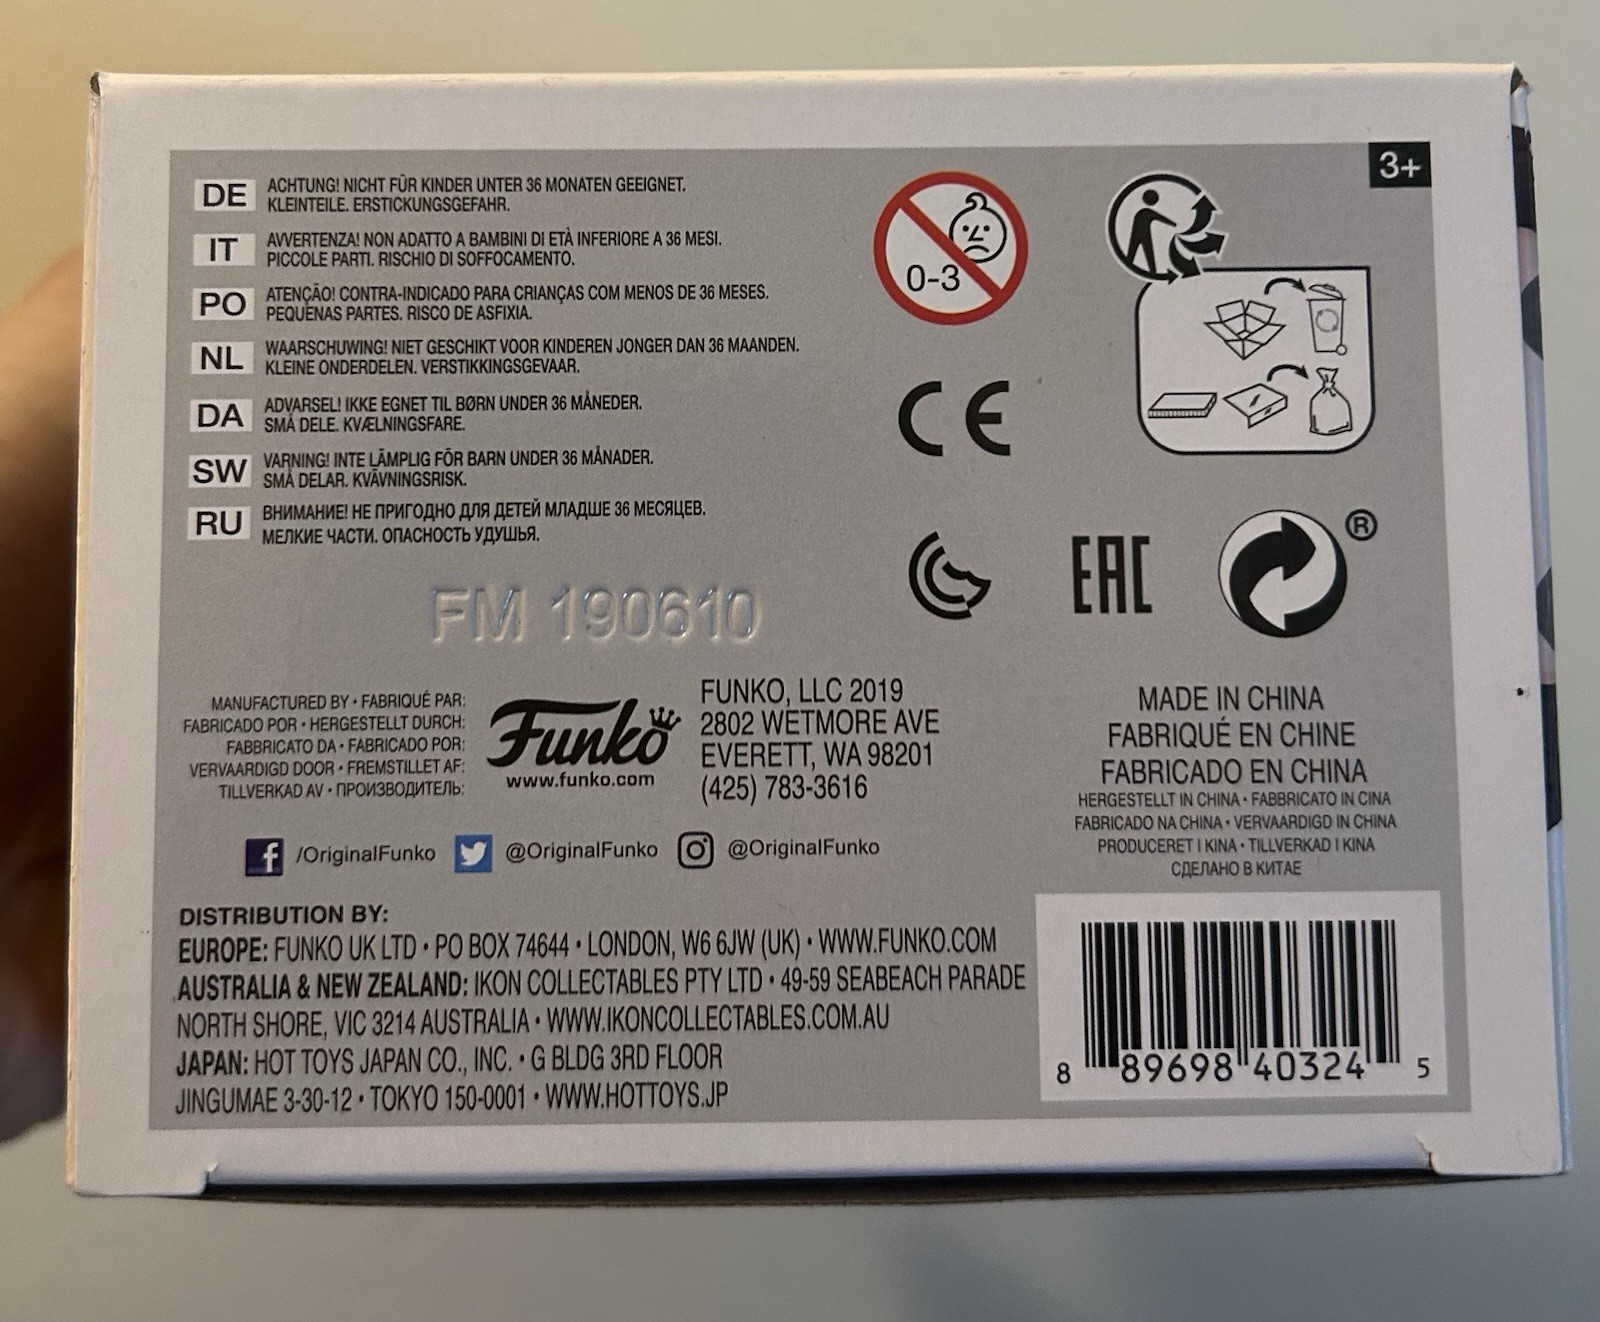 3+
DE ACHTUNG! NICHT FÜR KINDER UNTER 36 MONATEN GEEIGNET.
KLEINTEILE. ERSTICKUNGSGEFAHR.
IT AVVERTENZA! NON ADATTO A BAMBINI DI ETÀ INFERIORE A 36 MESI.
PICCOLE PARTI. RISCHIO DI SOFFOCAMENTO.
PO ATENÇÃO! CONTRA-INDICADO PARA CRIANÇAS COM MENOS DE 36 MESES.
PEQUENAS PARTES. RISCO DE ASFIXIA.
NL WAARSCHUWING! NIET GESCHIKT VOOR KINDEREN JONGER DAN 36 MAANDEN.
KLEINE ONDERDELEN. VERSTIKKINGSGEVAAR.
DA ADVARSEL! IKKE EGNET TIL BØRN UNDER 36 MÅNEDER.
SMÅ DELE. KVÆLNINGSFARE.
SW VARNING! INTE LÄMPLIG FÖR BARN UNDER 36 MÅNADER.
SMÅ DELAR. KVÄVNINGSRISK.
RU ВНИМАНИЕ! НЕ ПРИГОДНО ДЛЯ ДЕТЕЙ МЛАДШЕ 36 МЕСЯЦЕВ.
МЕЛКИЕ ЧАСТИ. ОПАСНОСТЬ УДУШЬЯ.
0-3
CE
EAC
®
FM 190610
MANUFACTURED BY • FABRIQUÉ PAR:
FABRICADO POR • HERGESTELLT DURCH:
FABBRICATO DA • FABRICADO POR:
VERVAARDIGD DOOR • FREMSTILLET AF:
TILLVERKAD AV • ПРОИЗВОДИТЕЛЬ:
Funko
www.funko.com
FUNKO, LLC 2019
2802 WETMORE AVE
EVERETT, WA 98201
(425) 783-3616
MADE IN CHINA
FABRIQUÉ EN CHINE
FABRICADO EN CHINA
HERGESTELLT IN CHINA • FABBRICATO IN CINA
FABRICADO NA CHINA • VERVAARDIGD IN CHINA
PRODUCERET I KINA • TILLVERKAD I KINA
СДЕЛАНО В КИТАЕ
f /OriginalFunko @OriginalFunko @OriginalFunko
DISTRIBUTION BY:
EUROPE: FUNKO UK LTD • PO BOX 74644 • LONDON, W6 6JW (UK) • WWW.FUNKO.COM
AUSTRALIA & NEW ZEALAND: IKON COLLECTABLES PTY LTD • 49-59 SEABEACH PARADE
NORTH SHORE, VIC 3214 AUSTRALIA • WWW.IKONCOLLECTABLES.COM.AU
JAPAN: HOT TOYS JAPAN CO., INC. • G BLDG 3RD FLOOR
JINGUMAE 3-30-12 • TOKYO 150-0001 • WWW.HOTTOYS.JP
8 89698 40324 5